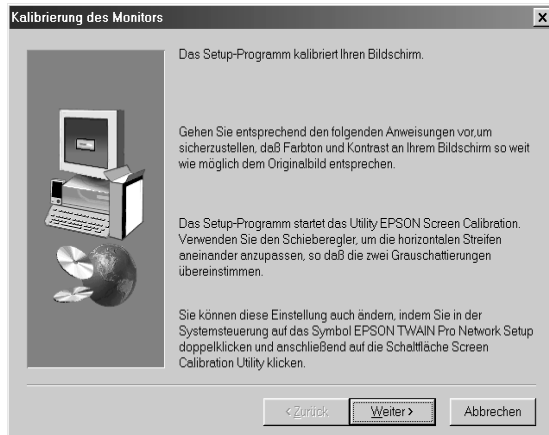 Kalibrierung des Monitors
Das Setup-Programm kalibriert Ihren Bildschirm.
Gehen Sie entsprechend den folgenden Anweisungen vor,um
sicherzustellen, daß Farbton und Kontrast an Ihrem Bildschirm so weit
wie möglich dem Originalbild entsprechen.
Das Setup-Programm startet das Utility EPSON Screen Calibration.
Verwenden Sie den Schieberegler, um die horizontalen Streifen
aneinander anzupassen, so daß die zwei Grauschattierungen
übereinstimmen.
Sie können diese Einstellung auch ändern, indem Sie in der
Systemsteuerung auf das Symbol EPSON TWAIN Pro Network Setup
doppelklicken und anschließend auf die Schaltfläche Screen
Calibration Utility klicken.
< Zurück Weiter > Abbrechen